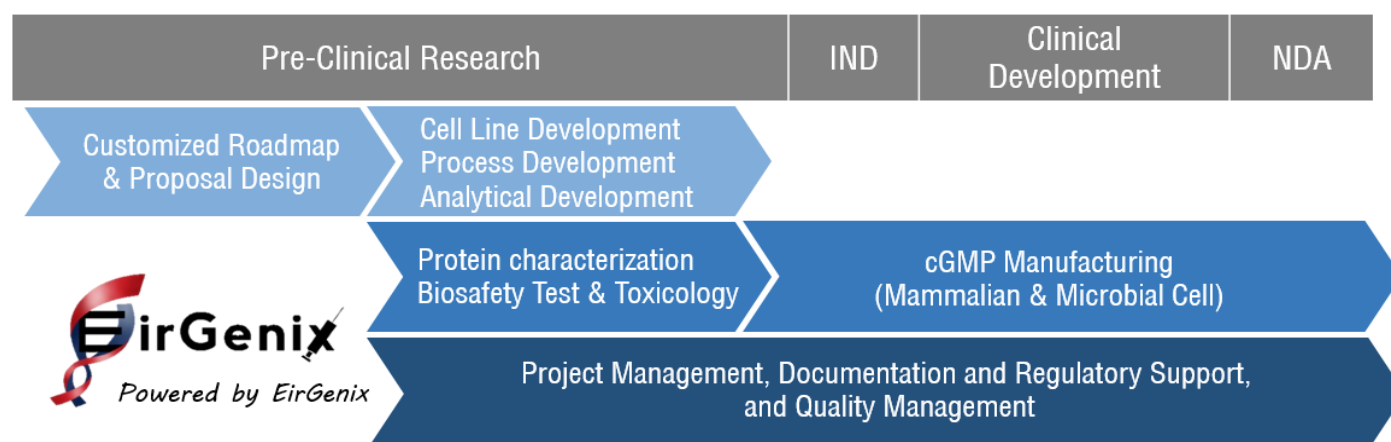 Pre-Clinical Research
IND
Clinical
Development
NDA
Customized Roadmap
& Proposal Design
Cell Line Development
Process Development
Analytical Development
Protein characterization
Biosafety Test & Toxicology
cGMP Manufacturing
(Mammalian & Microbial Cell)
EirGenix
Powered by EirGenix
Project Management, Documentation and Regulatory Support,
and Quality Management